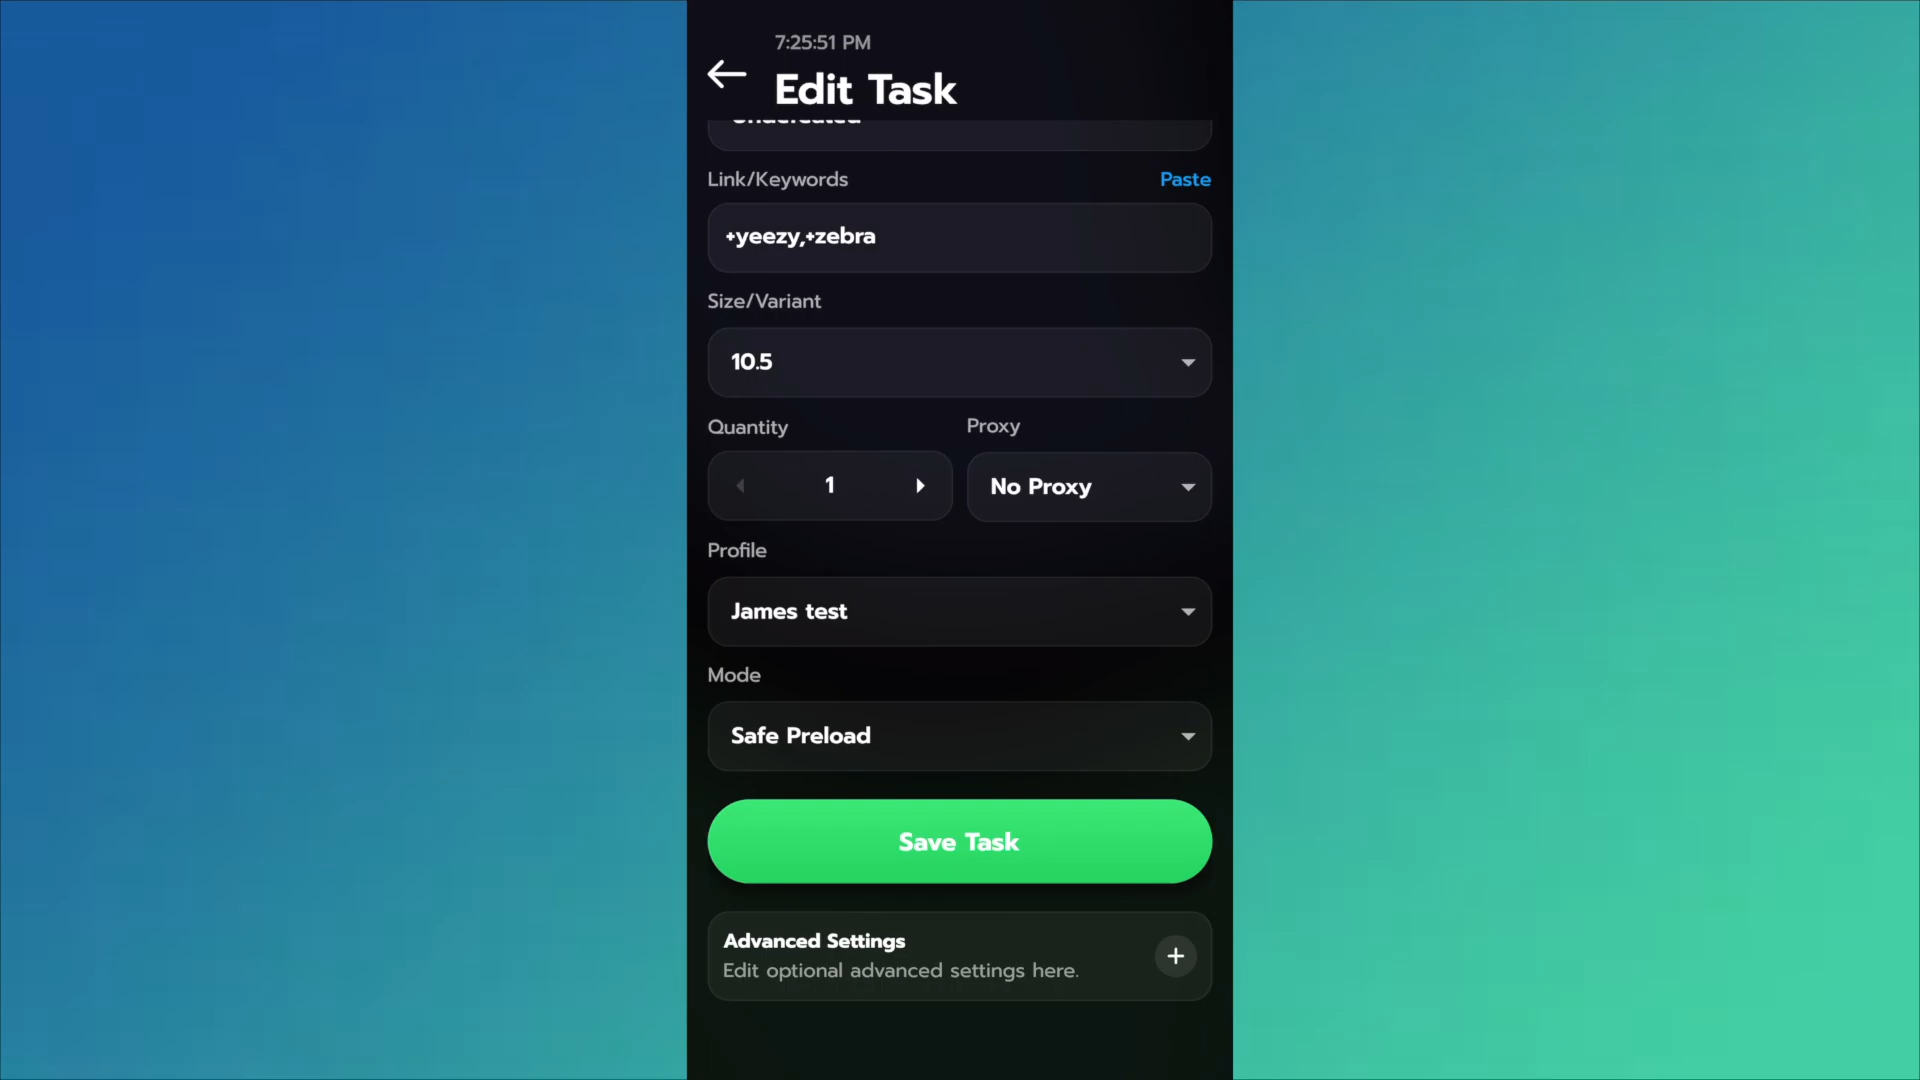 7:25:51 PM
Edit Task
Link/Keywords
Paste
+yeezy,+zebra
Size/Variant
10.5
Quantity
Proxy
1
No Proxy
Profile
James test
Mode
Safe Preload
Save Task
Advanced Settings
Edit optional advanced settings here.